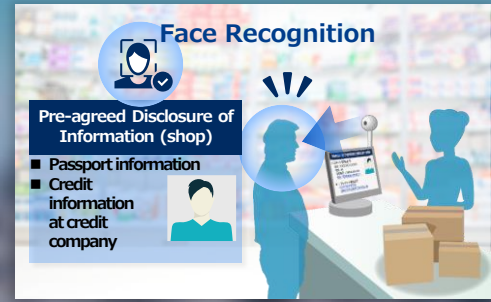 Face Recognition
Pre-agreed Disclosure of
Information (shop)
■ Passport information
■ Credit
information
at credit
company